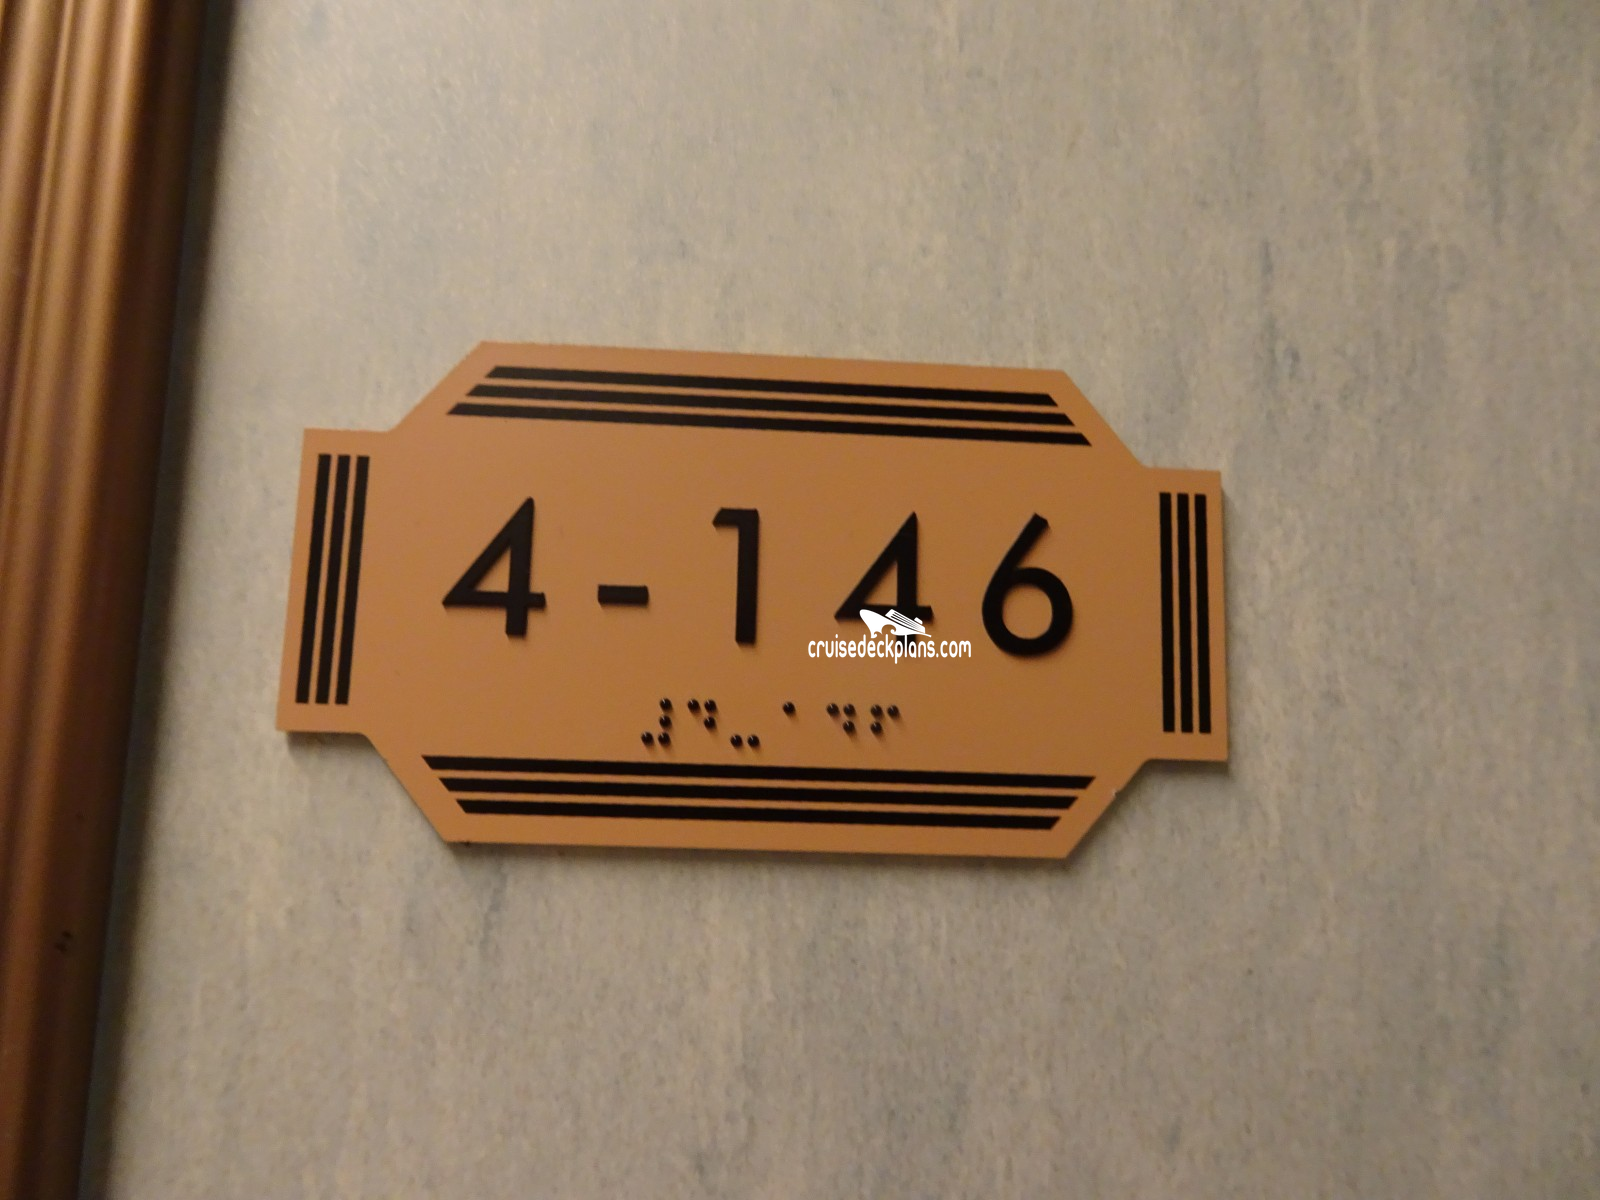 4-146
cruisedeckplans.com
⠼⠙⠤⠁⠙⠋